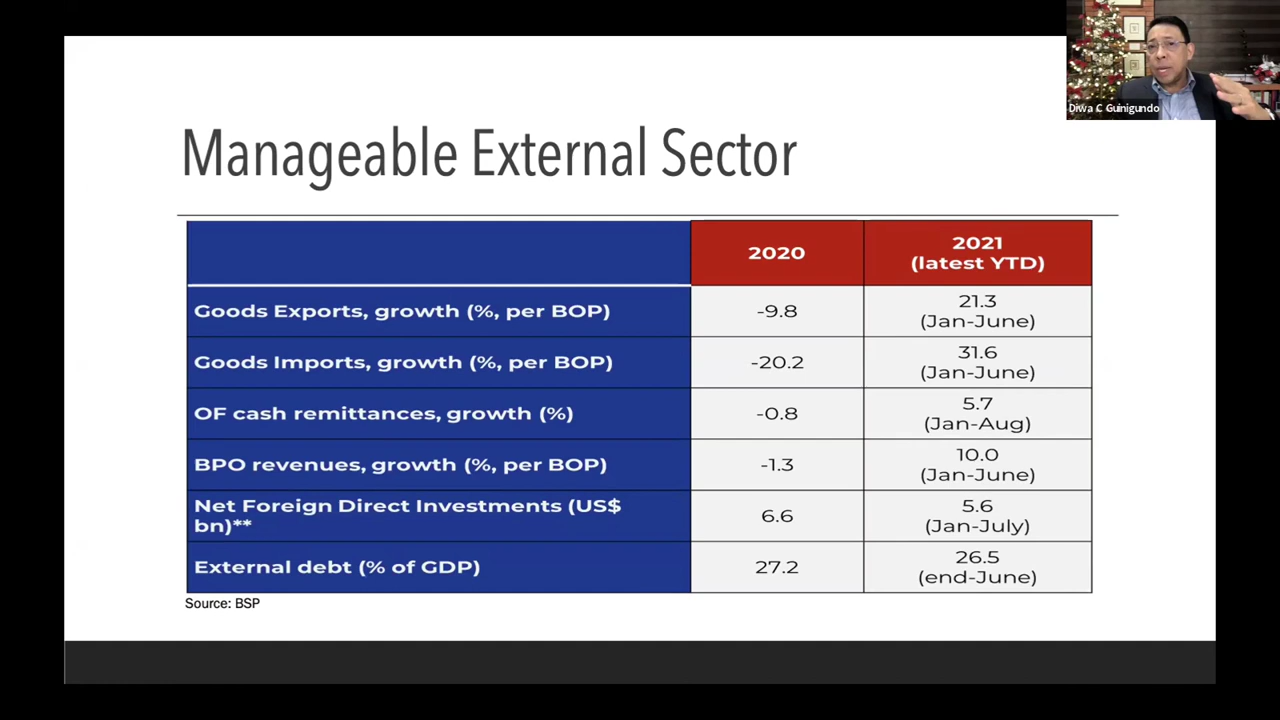 Diwa C Guinigundo
Manageable External Sector
2020
2021
(latest YTD)
Goods Exports, growth (%, per BOP)
-9.8
21.3
(Jan-June)
Goods Imports, growth (%, per BOP)
-20.2
31.6
(Jan-June)
OF cash remittances, growth (%)
-0.8
5.7
(Jan-Aug)
BPO revenues, growth (%, per BOP)
-1.3
10.0
(Jan-June)
Net Foreign Direct Investments (US$
bn)**
6.6
5.6
(Jan-July)
External debt (% of GDP)
27.2
26.5
(end-June)
Source: BSP